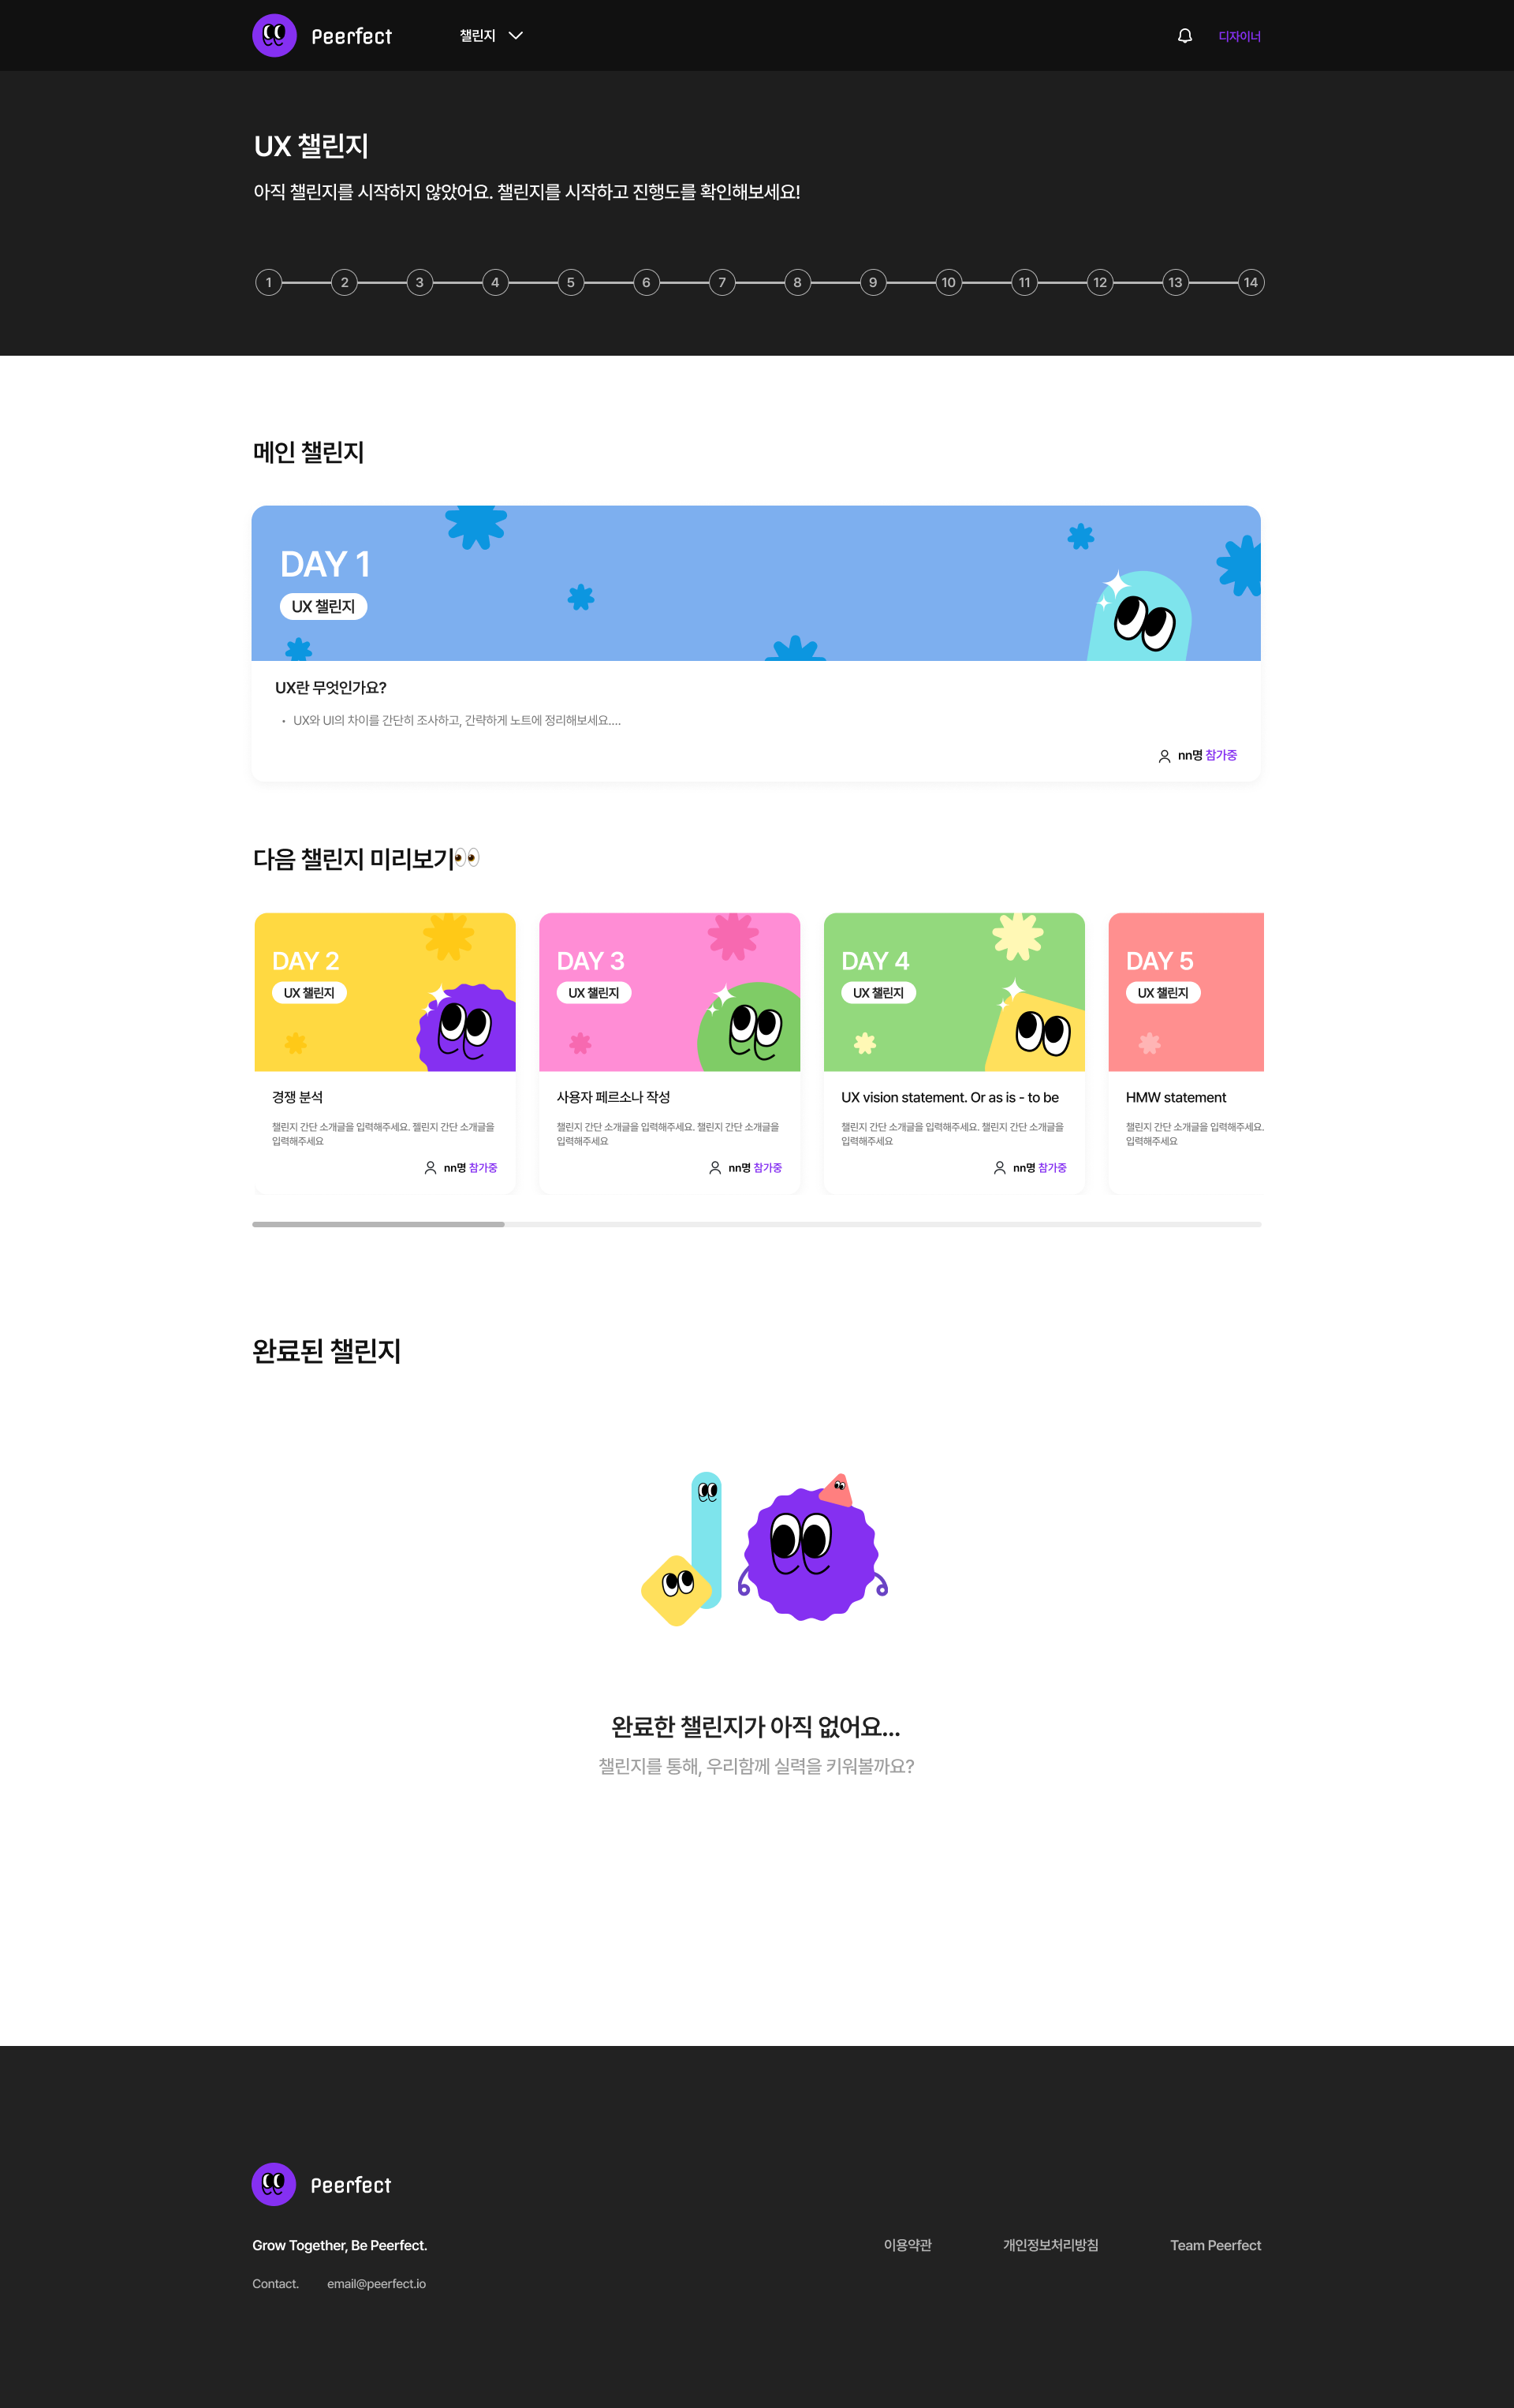 Peerfect
챌린지
디자이너
UX 챌린지
아직 챌린지를 시작하지 않았어요. 챌린지를 시작하고 진행도를 확인해보세요!
1 2 3 4 5 6 7 8 9 10 11 12 13 14
메인 챌린지
DAY 1
UX 챌린지
UX란 무엇인가요?
• UX와 UI의 차이를 간단히 조사하고, 간략하게 노트에 정리해보세요....
nn명 참가중
다음 챌린지 미리보기👀
DAY 2
UX 챌린지
경쟁 분석
챌린지 간단 소개글을 입력해주세요. 챌린지 간단 소개글을
입력해주세요
nn명 참가중
DAY 3
UX 챌린지
사용자 페르소나 작성
챌린지 간단 소개글을 입력해주세요. 챌린지 간단 소개글을
입력해주세요
nn명 참가중
DAY 4
UX 챌린지
UX vision statement. Or as is - to be
챌린지 간단 소개글을 입력해주세요. 챌린지 간단 소개글을
입력해주세요
nn명 참가중
DAY 5
UX 챌린지
HMW statement
챌린지 간단 소개글을 입력해주세요.
입력해주세요
완료된 챌린지
완료한 챌린지가 아직 없어요...
챌린지를 통해, 우리함께 실력을 키워볼까요?
Peerfect
Grow Together, Be Peerfect.
이용약관
개인정보처리방침
Team Peerfect
Contact.
email@peerfect.io